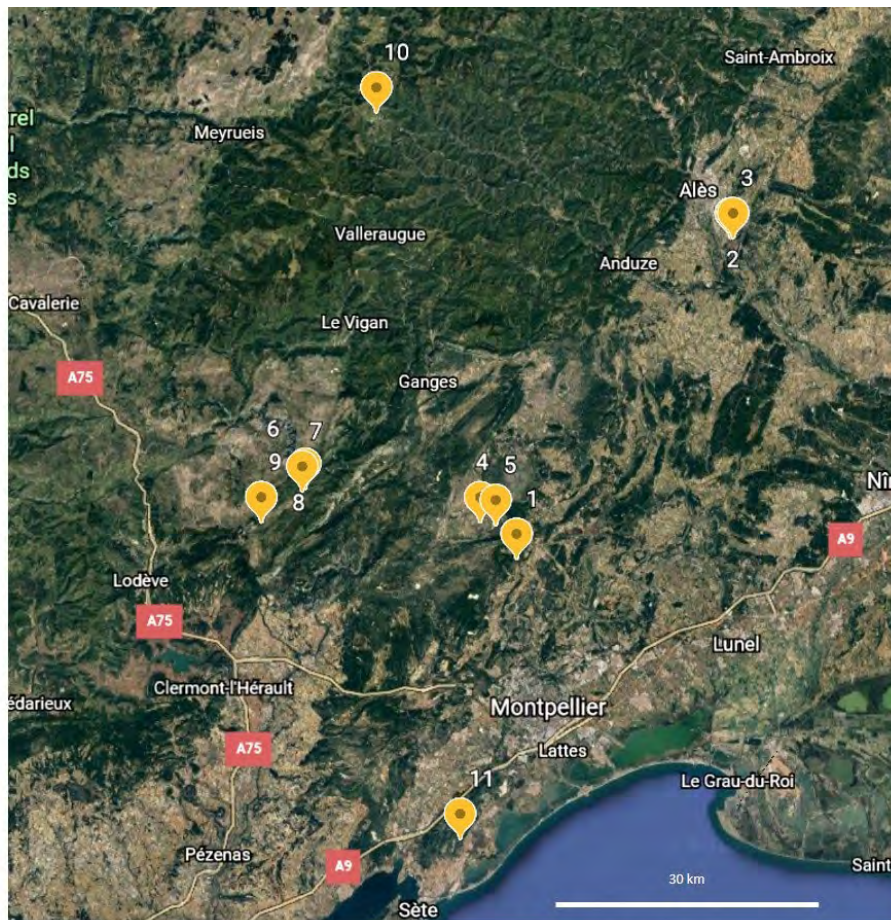 10
Saint-Ambroix
Meyrueis
rel
l
ds
s
Alès
3
Valleraugue
Anduze
2
Cavalerie
Le Vigan
A75
Ganges
6
7
9
4
5
8
1
Nî
A9
Lodève
A75
Lunel
Clermont-l'Hérault
édarieux
Montpellier
A75
Lattes
11
Le Grau-du-Roi
Pézenas
A9
Saint
30 km
Sète